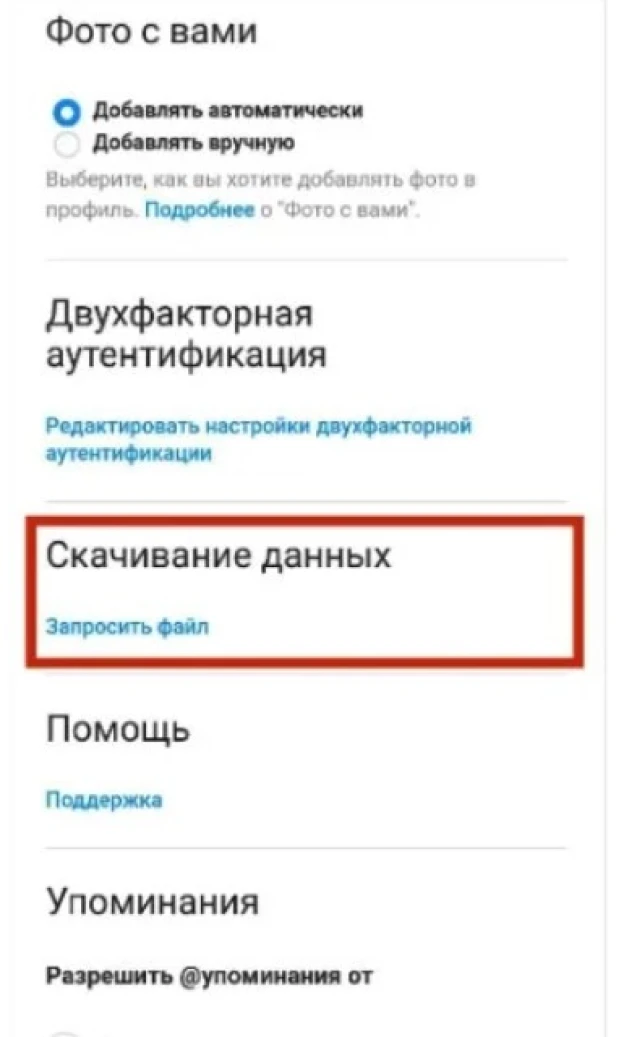 Фото с вами
Добавлять автоматически
Добавлять вручную
Выберите, как вы хотите добавлять фото в
профиль. Подробнее о "Фото с вами".
Двухфакторная
аутентификация
Редактировать настройки двухфакторной
аутентификации
Скачивание данных
Запросить файл
Помощь
Поддержка
Упоминания
Разрешить @упоминания от